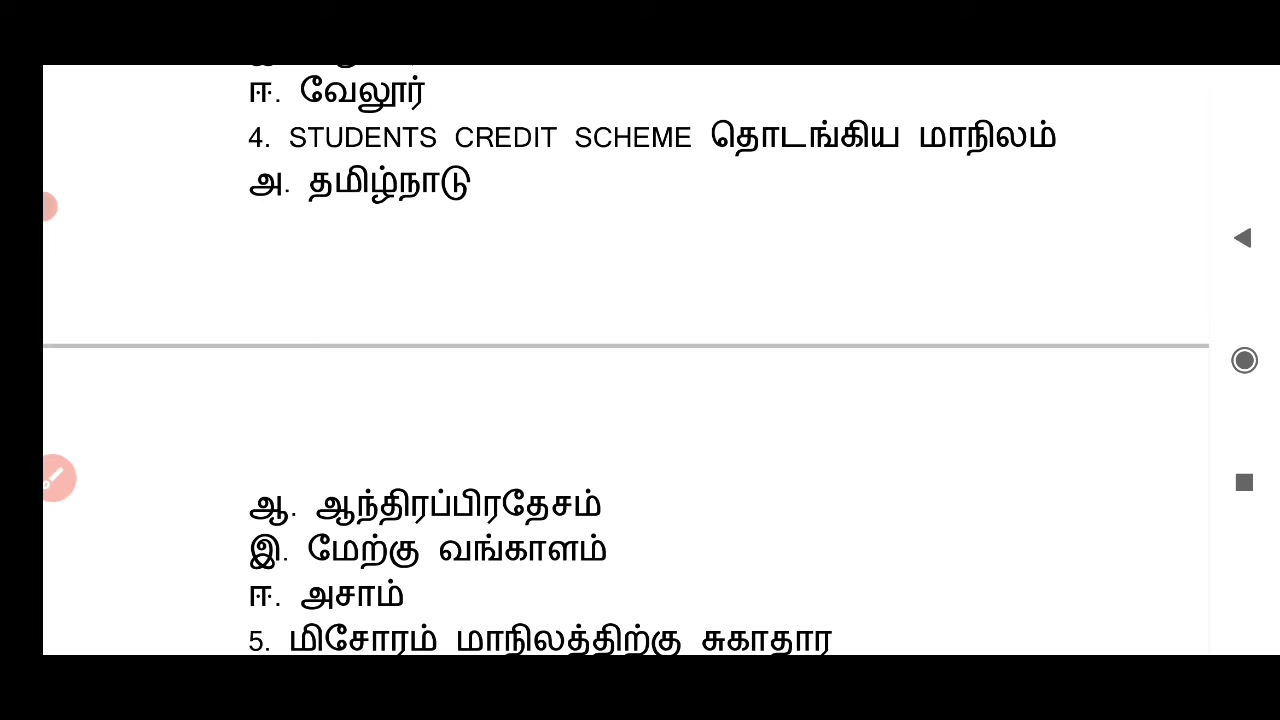 ஈ. வேலூர்
4. STUDENTS CREDIT SCHEME தொடங்கிய மாநிலம்
அ. தமிழ்நாடு
ஆ. ஆந்திரப்பிரதேசம்
இ. மேற்கு வங்காளம்
ஈ. அசாம்
5. மிசோரம் மாநிலத்திற்கு சுகாதார